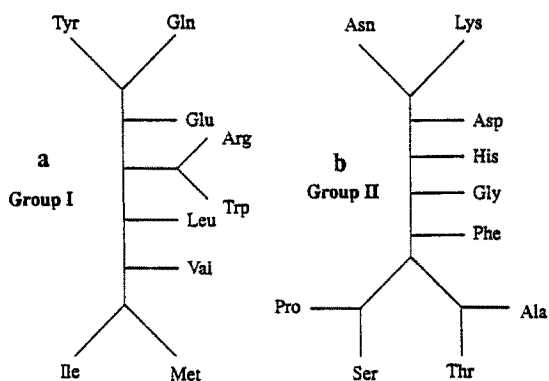 Tyr
Gln
Glu
Arg
a
Group I
Trp
Leu
Val
Ile
Met
Asn
Lys
Asp
His
b
Group II
Gly
Phe
Pro
Ala
Ser
Thr